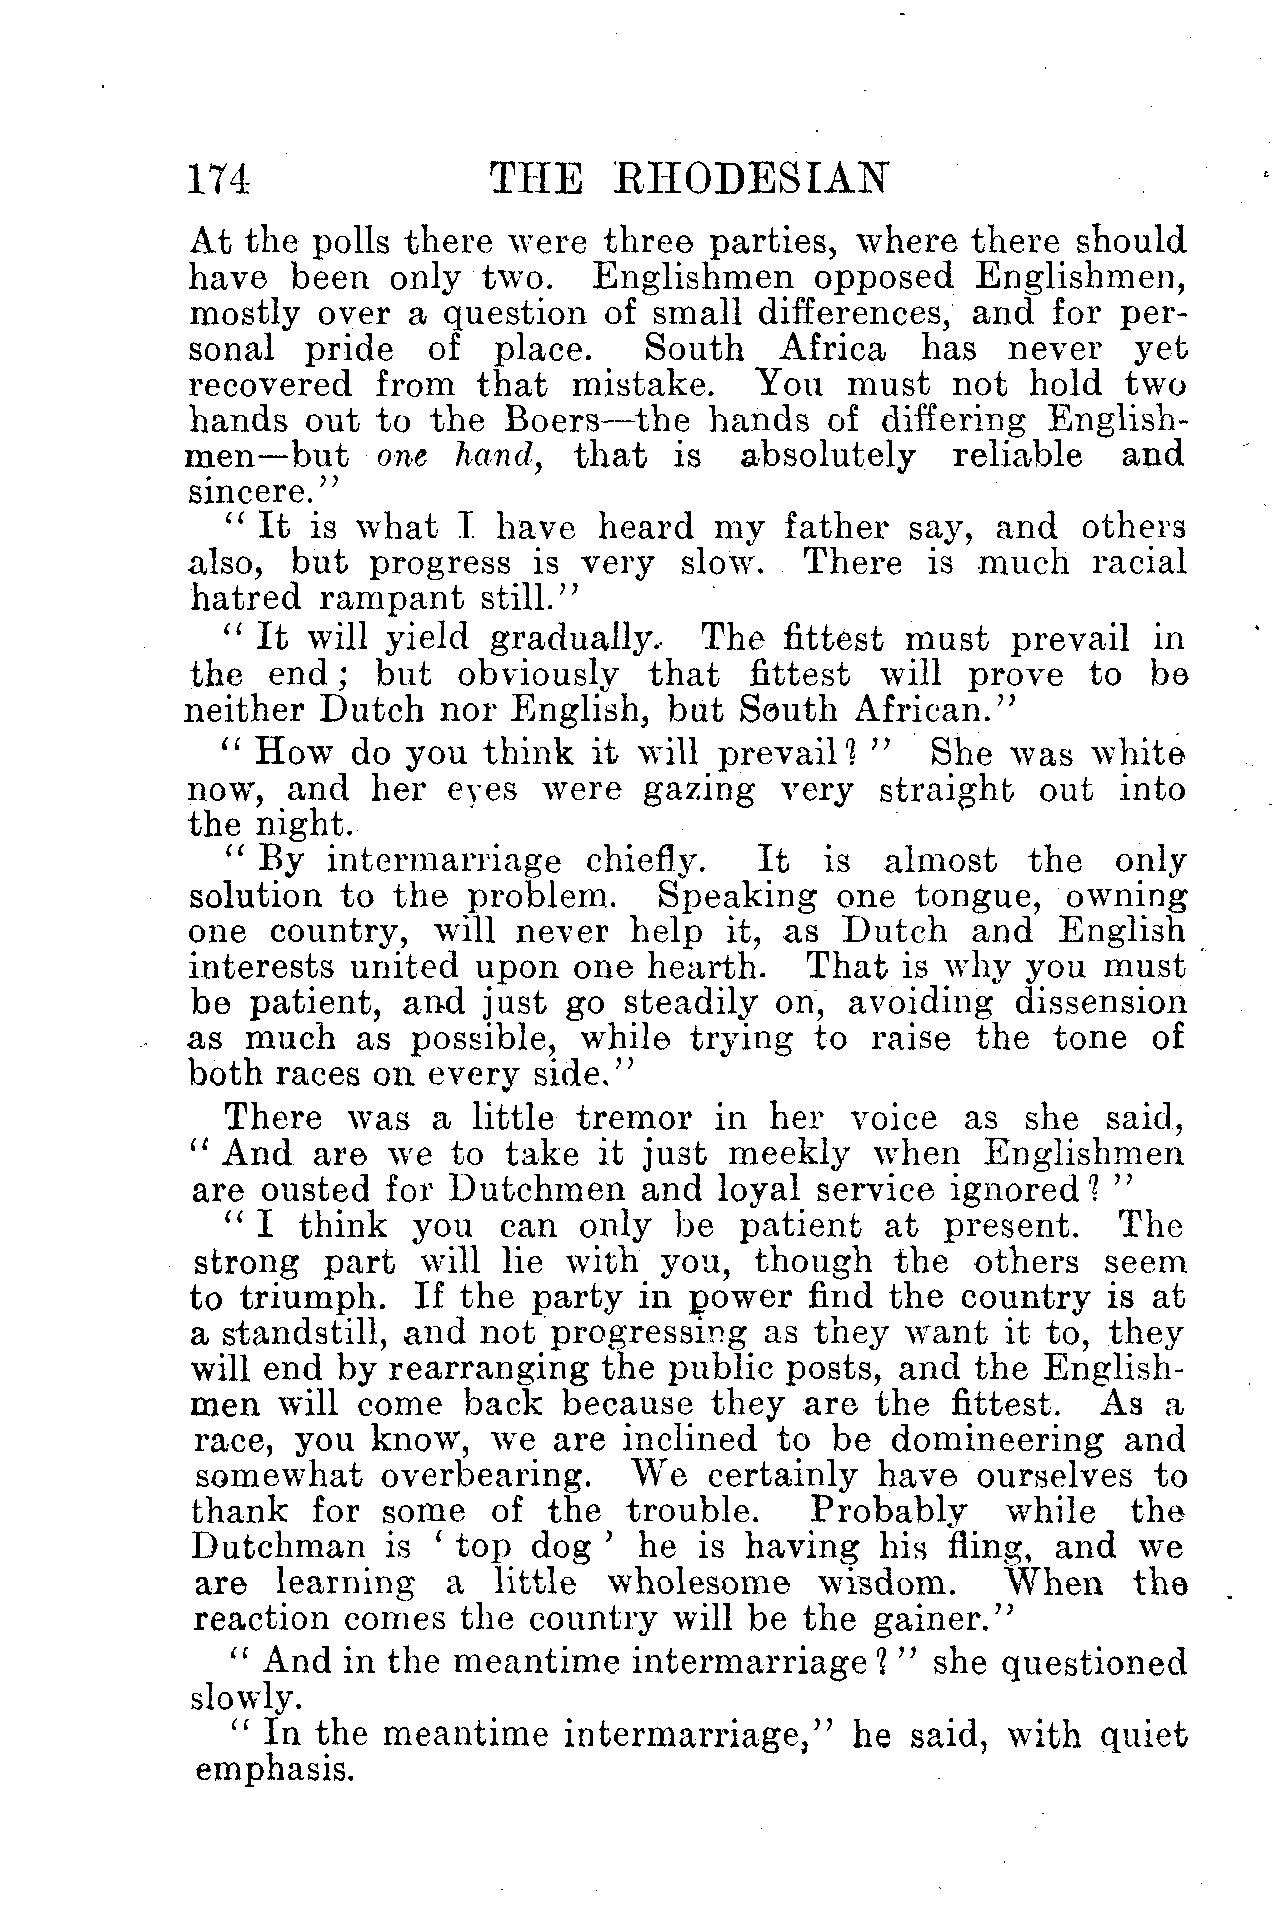 174 THE RHODESIAN
At the polls there were three parties, where there should
have been only two. Englishmen opposed Englishmen,
mostly over a question of small differences, and for per-
sonal pride of place. South Africa has never yet
recovered from that mistake. You must not hold two
hands out to the Boers—the hands of differing English-
men—but one hand, that is absolutely reliable and
sincere."
" It is what I have heard my father say, and others
also, but progress is very slow. There is much racial
hatred rampant still."
" It will yield gradually. The fittest must prevail in
the end ; but obviously that fittest will prove to be
neither Dutch nor English, but South African."
" How do you think it will prevail? " She was white
now, and her eyes were gazing very straight out into
the night.
" By intermarriage chiefly. It is almost the only
solution to the problem. Speaking one tongue, owning
one country, will never help it, as Dutch and English
interests united upon one hearth. That is why you must
be patient, and just go steadily on, avoiding dissension
as much as possible, while trying to raise the tone of
both races on every side."
There was a little tremor in her voice as she said,
" And are we to take it just meekly when Englishmen
are ousted for Dutchmen and loyal service ignored? "
" I think you can only be patient at present. The
strong part will lie with you, though the others seem
to triumph. If the party in power find the country is at
a standstill, and not progressing as they want it to, they
will end by rearranging the public posts, and the English-
men will come back because they are the fittest. As a
race, you know, we are inclined to be domineering and
somewhat overbearing. We certainly have ourselves to
thank for some of the trouble. Probably while the
Dutchman is ' top dog ' he is having his fling, and we
are learning a little wholesome wisdom. When the
reaction comes the country will be the gainer."
" And in the meantime intermarriage? " she questioned
slowly.
" In the meantime intermarriage," he said, with quiet
emphasis.